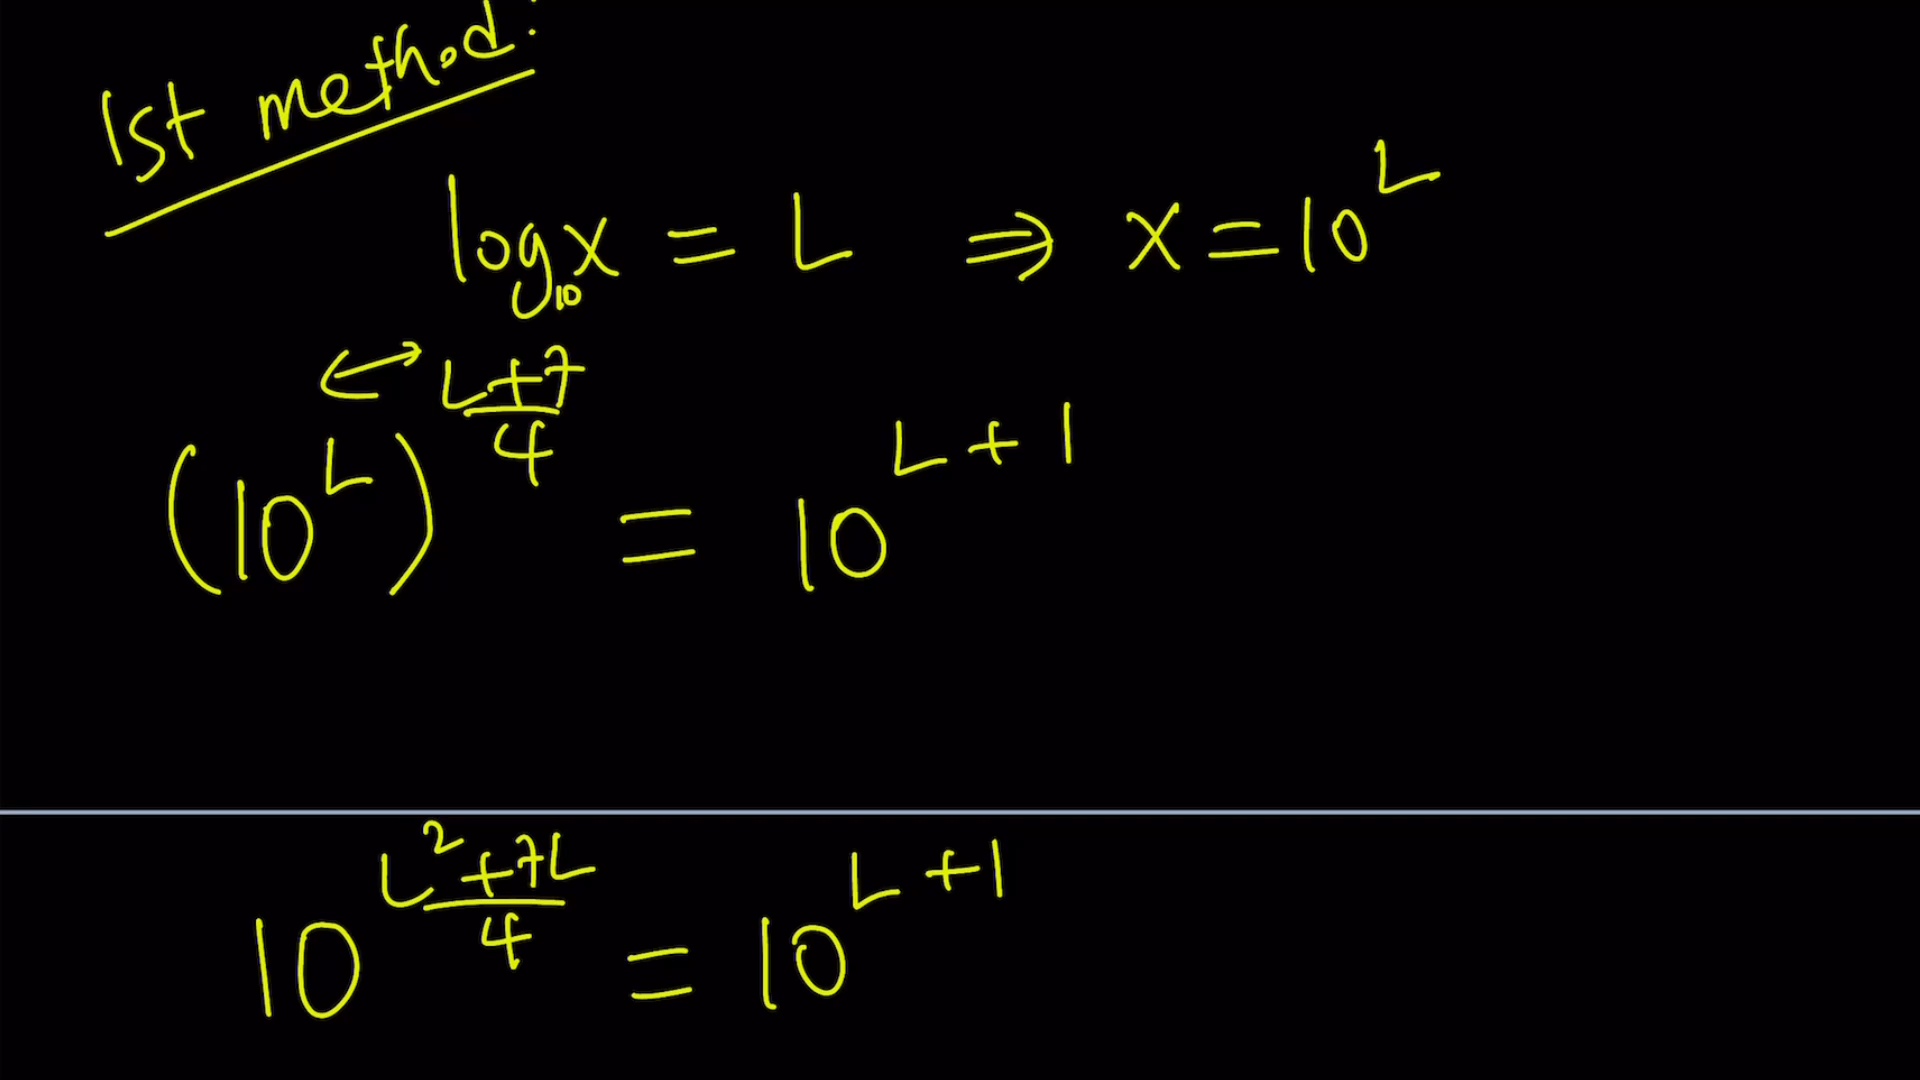 1st method:
log₁₀x = L ⇒ x = 10^L
(10^L)^((L+7)/4) = 10^(L+1)
10^((L²+7L)/4) = 10^(L+1)